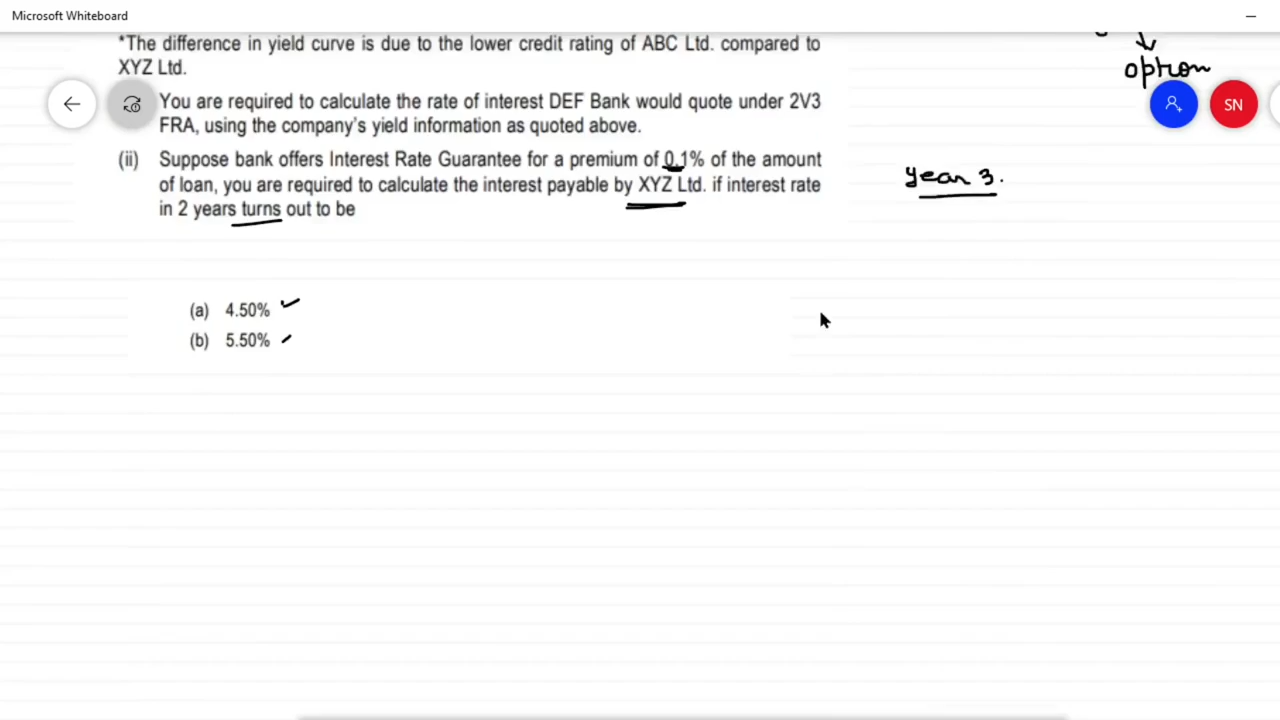 Microsoft Whiteboard
*The difference in yield curve is due to the lower credit rating of ABC Ltd. compared to
XYZ Ltd.
option
You are required to calculate the rate of interest DEF Bank would quote under 2V3
FRA, using the company's yield information as quoted above.
SN
(ii) Suppose bank offers Interest Rate Guarantee for a premium of 0.1% of the amount
of loan, you are required to calculate the interest payable by XYZ Ltd. if interest rate
in 2 years turns out to be
Year 3.
(a) 4.50%
(b) 5.50%